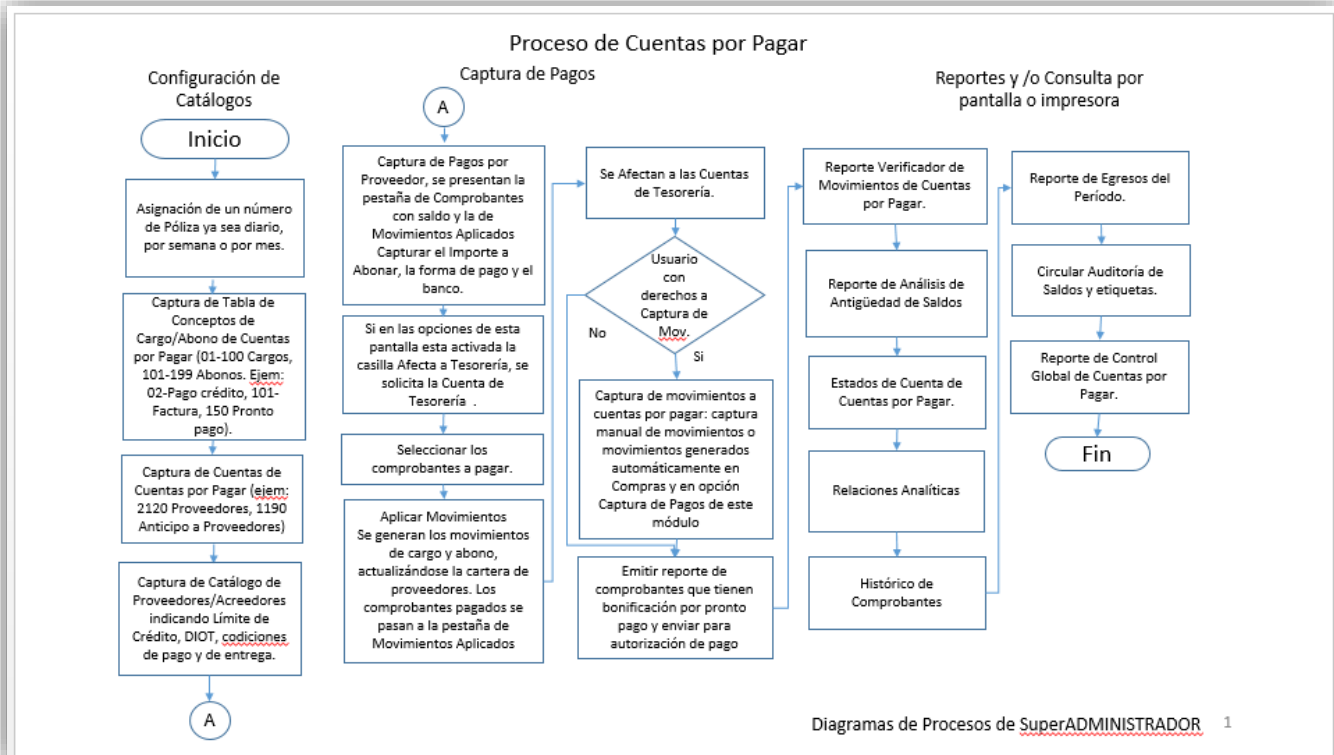 Proceso de Cuentas por Pagar
Configuración de
Catálogos
Inicio
Asignación de un número
de Póliza ya sea diario,
por semana o por mes.
Captura de Tabla de
Conceptos de
Cargo/Abono de Cuentas
por Pagar (01-100 Cargos,
101-199 Abonos. Ejem:
02-Pago crédito, 101-
Factura, 150 Pronto
pago).
Captura de Cuentas de
Cuentas por Pagar (ejem:
2120 Proveedores, 1190
Anticipo a Proveedores)
Captura de Catálogo de
Proveedores/Acreedores
indicando Límite de
Crédito, DIOT, codiciones
de pago y de entrega.
A
Captura de Pagos
A
Captura de Pagos por
Proveedor, se presentan la
pestaña de Comprobantes
con saldo y la de
Movimientos Aplicados
Capturar el Importe a
Abonar, la forma de pago y el
banco.
Si en las opciones de esta
pantalla esta activada la
casilla Afecta a Tesorería, se
solicita la Cuenta de
Tesorería .
Seleccionar los
comprobantes a pagar.
Aplicar Movimientos
Se generan los movimientos
de cargo y abono,
actualizándose la cartera de
proveedores. Los
comprobantes pagados se
pasan a la pestaña de
Movimientos Aplicados
Se Afectan a las Cuentas
de Tesorería.
Usuario
con
derechos a
Captura de
Mov.
No
Si
Captura de movimientos a
cuentas por pagar: captura
manual de movimientos o
movimientos generados
automáticamente en
Compras y en opción
Captura de Pagos de este
módulo
Emitir reporte de
comprobantes que tienen
bonificación por pronto
pago y enviar para
autorización de pago
Reportes y /o Consulta por
pantalla o impresora
Reporte Verificador de
Movimientos de Cuentas
por Pagar.
Reporte de Análisis de
Antigüedad de Saldos
Estados de Cuenta de
Cuentas por Pagar.
Relaciones Analíticas
Histórico de
Comprobantes
Reporte de Egresos del
Período.
Circular Auditoría de
Saldos y etiquetas.
Reporte de Control
Global de Cuentas por
Pagar.
Fin
Diagramas de Procesos de SuperADMINISTRADOR 1